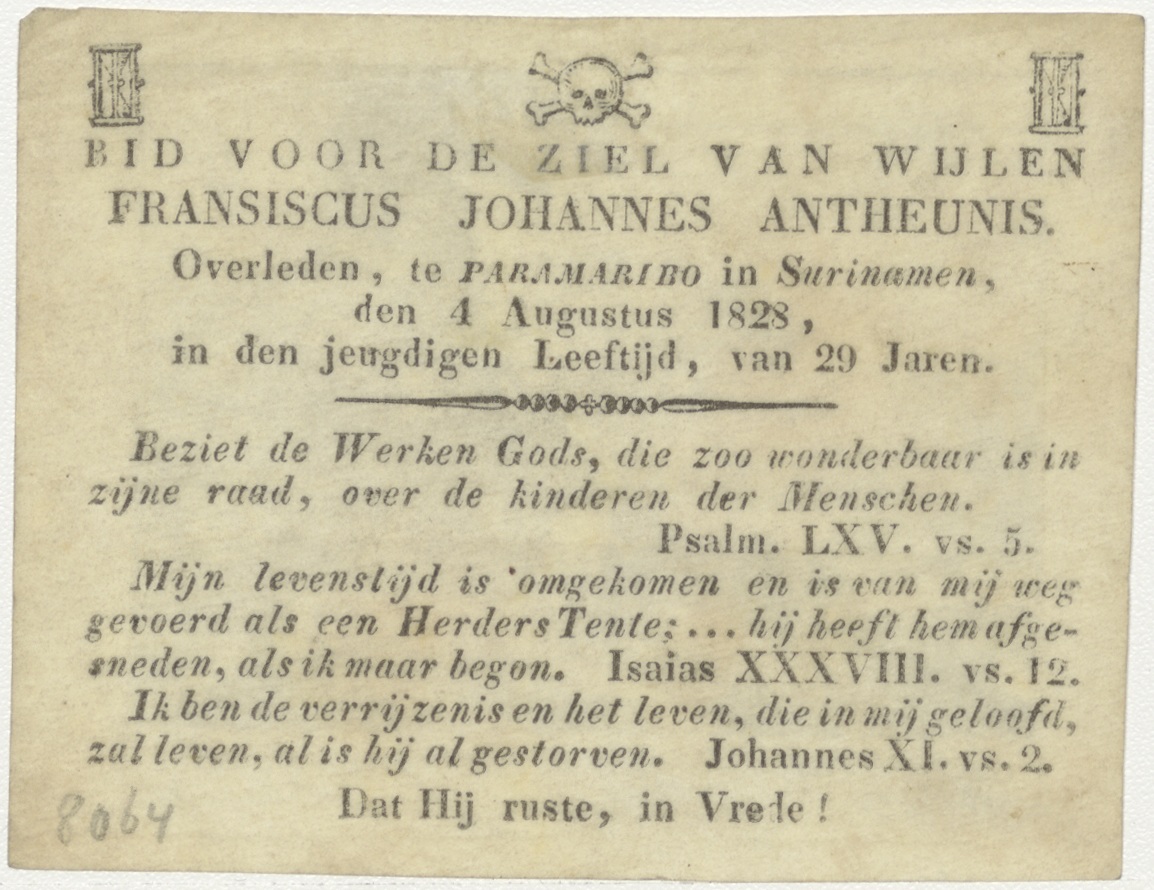 BID VOOR DE ZIEL VAN WIJLEN
FRANSISCUS JOHANNES ANTHEUNIS.
Overleden, te PARAMARIBO in Surinamen,
den 4 Augustus 1828,
in den jeugdigen Leeftijd, van 29 Jaren.
Beziet de Werken Gods, die zoo wonderbaar is in
zijne raad, over de kinderen der Menschen.
Psalm. LXV. vs. 5.
Mijn levenstijd is 'omgekomen en is van mij weg
gevoerd als een Herders Tente; ... hij heeft hem afge-
sneden, als ik maar begon. Isaias XXXVIII. vs. 12.
Ik ben de verrijzenis en het leven, die in mij geloofd,
zal leven, al is hij al gestorven. Johannes XI. vs. 2.
Dat Hij ruste, in Vrede!
8064